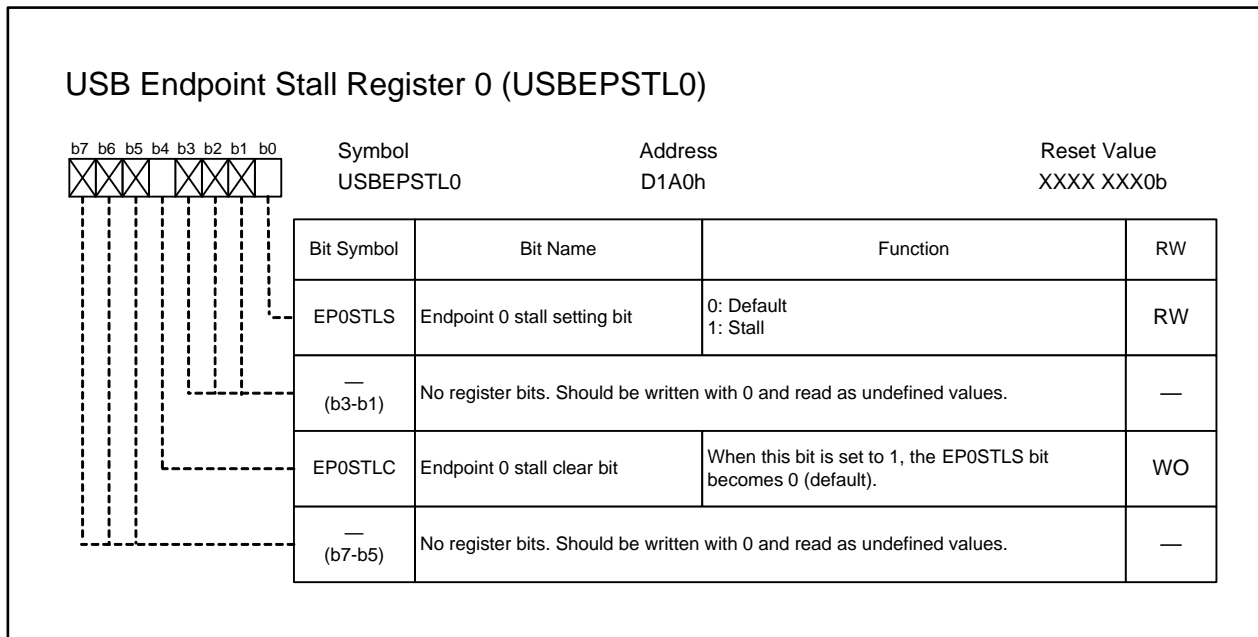 USB Endpoint Stall Register 0 (USBEPSTL0)
b7 b6 b5 b4 b3 b2 b1 b0
Symbol Address Reset Value
USBEPSTL0 D1A0h XXXX XXX0b
Bit Symbol Bit Name Function RW
EP0STLS Endpoint 0 stall setting bit 0: Default
1: Stall RW
—
(b3-b1) No register bits. Should be written with 0 and read as undefined values. —
EP0STLC Endpoint 0 stall clear bit When this bit is set to 1, the EP0STLS bit
becomes 0 (default). WO
—
(b7-b5) No register bits. Should be written with 0 and read as undefined values. —